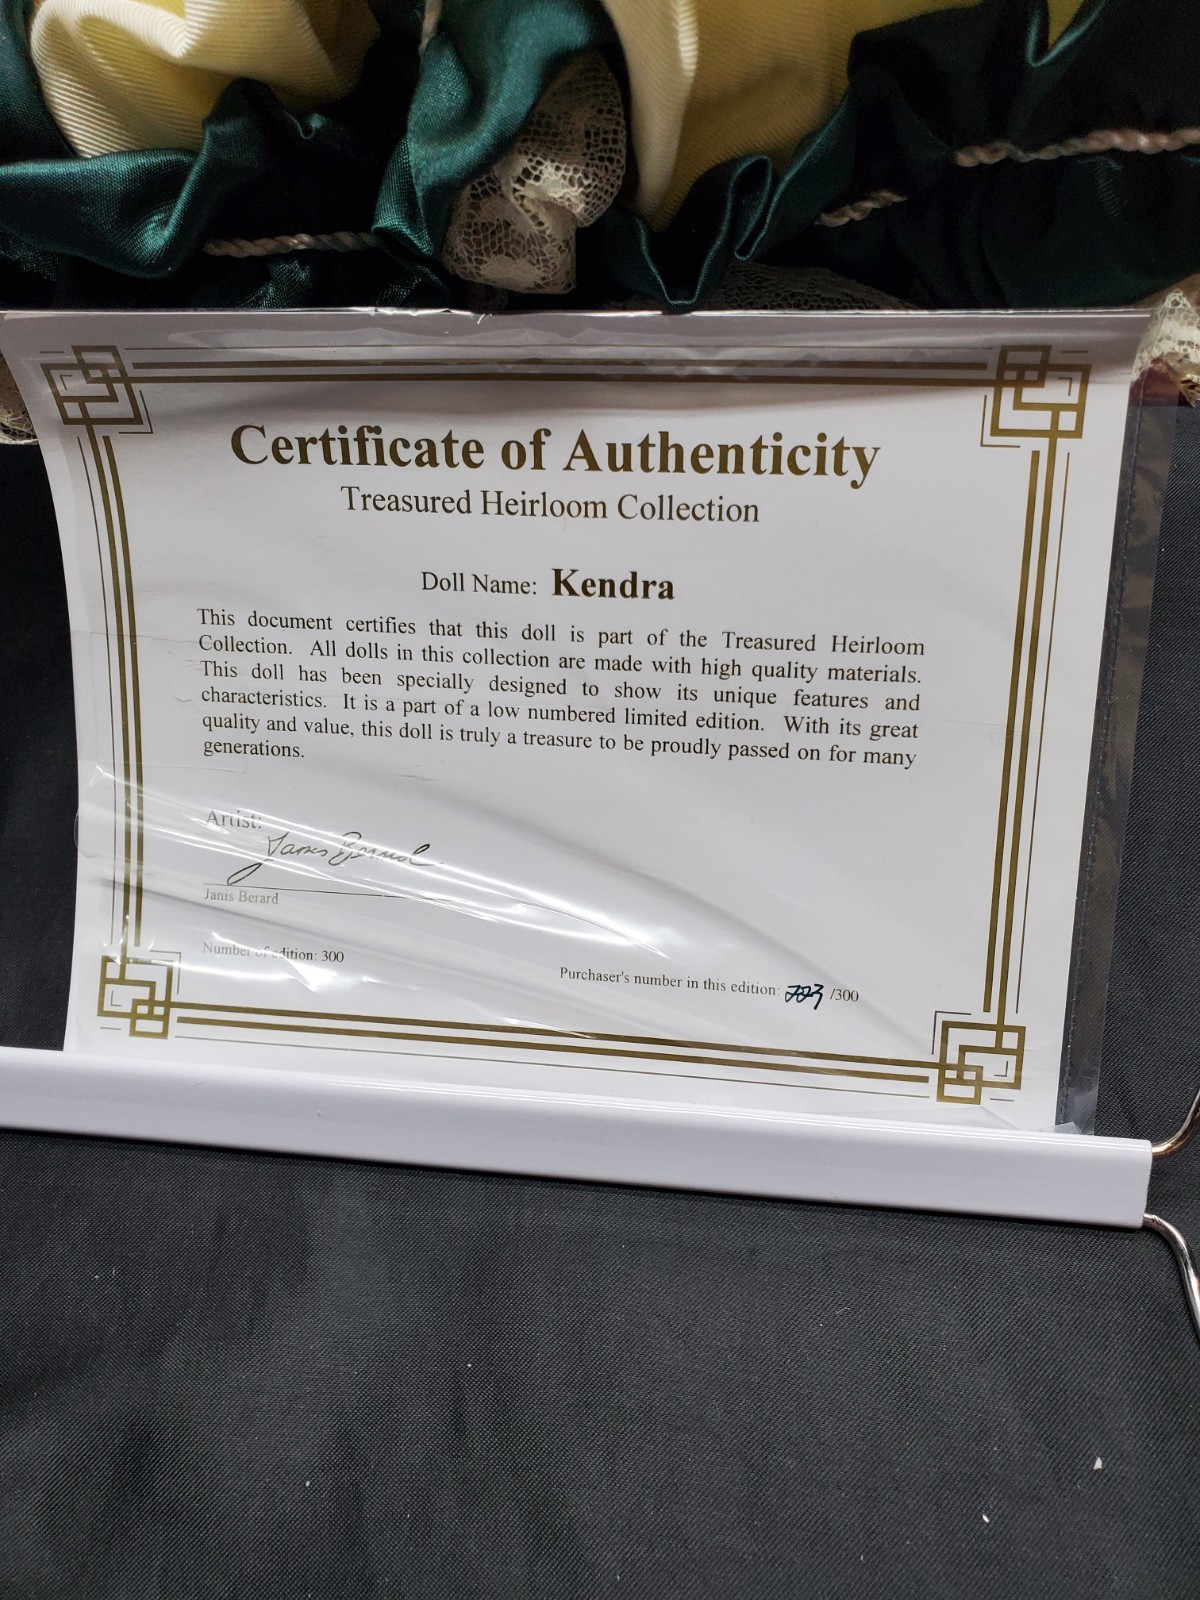 Certificate of Authenticity
Treasured Heirloom Collection
Doll Name: Kendra
This document certifies that this doll is part of the Treasured Heirloom
Collection. All dolls in this collection are made with high quality materials.
This doll has been specially designed to show its unique features and
characteristics. It is a part of a low numbered limited edition. With its great
quality and value, this doll is truly a treasure to be proudly passed on for many
generations.
Artist:
Janis Berard
Janis Berard
Number of edition: 300
Purchaser's number in this edition: /300